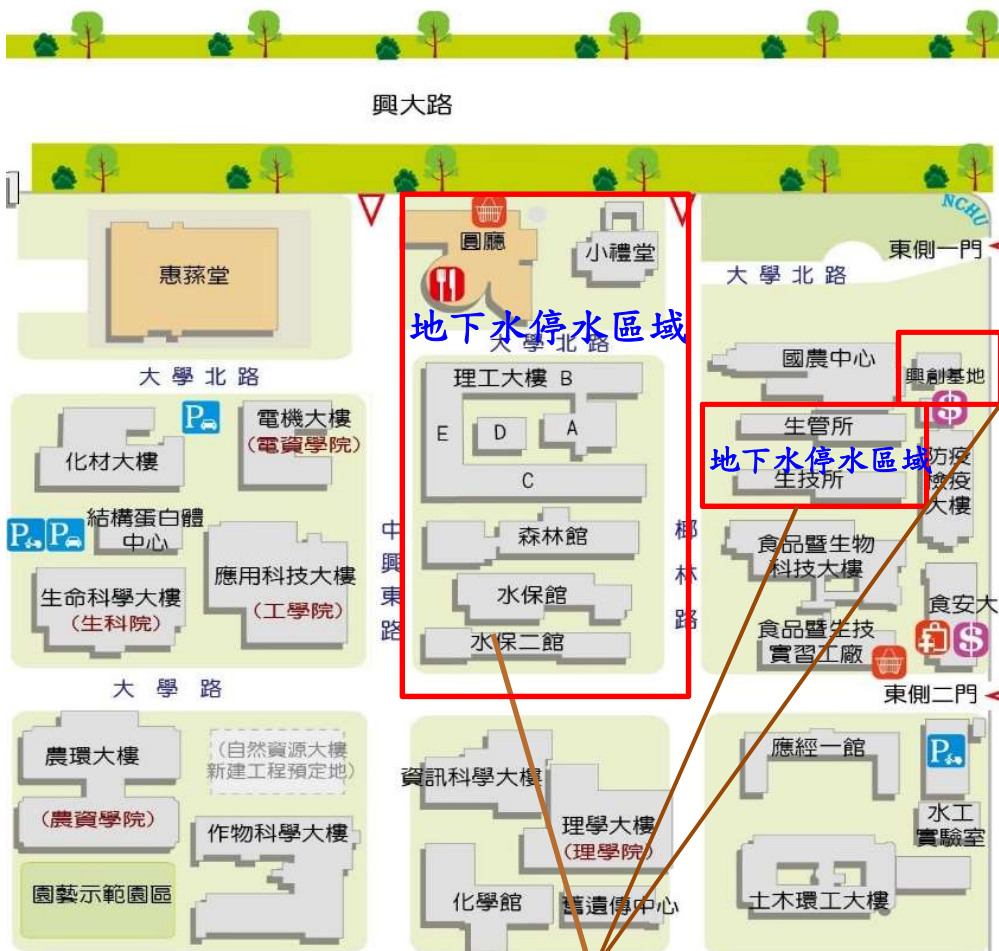 興大路
NCHU
圓廳
小禮堂
東側一門
惠蓀堂
大學北路
地下水停水區域
大學北路
國農中心
興創基地
$
大學北路
理工大樓 B
E
D
A
C
生管所
地下水停水區域
生技所
防疫
檢疫
大樓
P
電機大樓
(電資學院)
化材大樓
P
P
結構蛋白體
中心
應用科技大樓
(工學院)
生命科學大樓
(生科院)
中興東路
森林館
水保館
水保二館
椰林路
食品暨生物
科技大樓
食品暨生技
實習工廠
食安大
$
東側二門
大學路
農環大樓
(農資學院)
(自然資源大樓
新建工程預定地)
作物科學大樓
園藝示範園區
資訊科學大樓
理學大樓
(理學院)
化學館
舊遺傳中心
應經一館
P
水工
實驗室
土木環工大樓